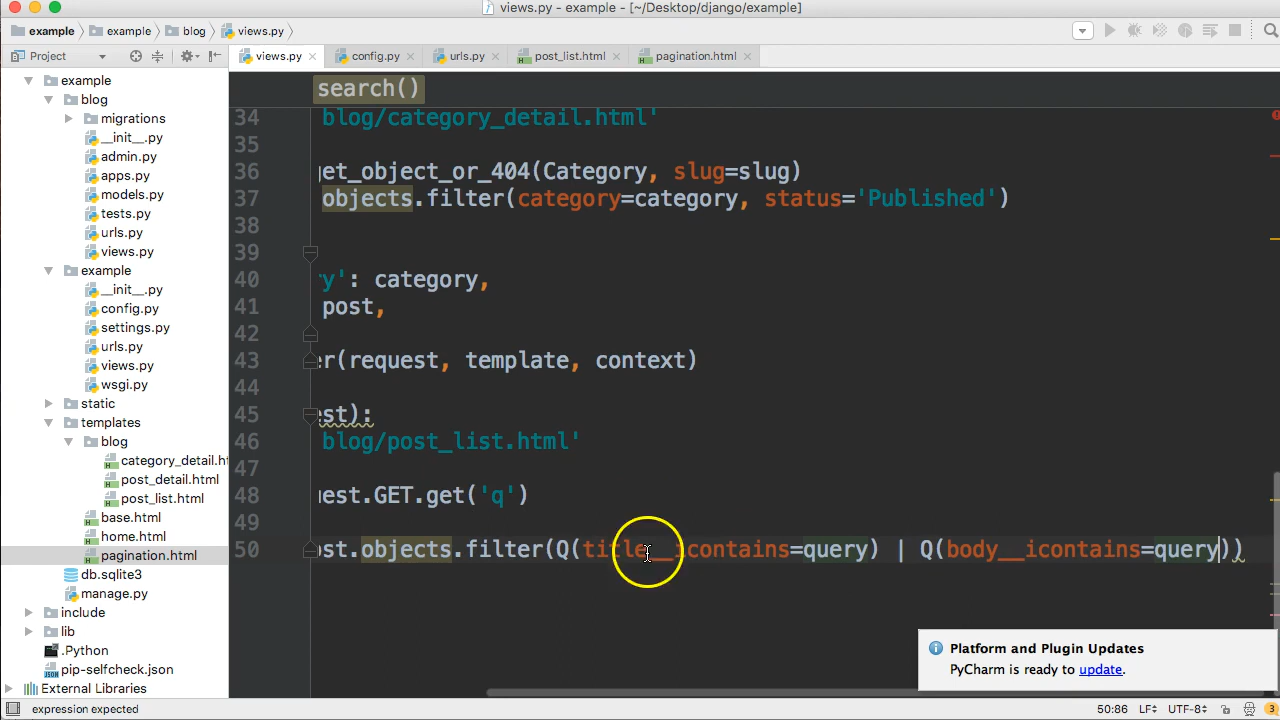 views.py - example - [~/Desktop/django/example]
example example blog views.py
Project views.py config.py urls.py post_list.html pagination.html
example
blog
migrations
__init__.py
admin.py
apps.py
models.py
tests.py
urls.py
views.py
example
__init__.py
config.py
settings.py
urls.py
views.py
wsgi.py
static
templates
blog
category_detail.ht
post_detail.html
post_list.html
base.html
home.html
pagination.html
db.sqlite3
manage.py
include
lib
.Python
pip-selfcheck.json
External Libraries
search()
34 blog/category_detail.html'
35
36 get_object_or_404(Category, slug=slug)
37 objects.filter(category=category, status='Published')
38
39
40 y': category,
41 post,
42
43 er(request, template, context)
44
45 est):
46 blog/post_list.html'
47
48 uest.GET.get('q')
49
50 ost.objects.filter(Q(title__icontains=query) | Q(body__icontains=query))
Platform and Plugin Updates
PyCharm is ready to update.
expression expected 50:86 LF UTF-8 3